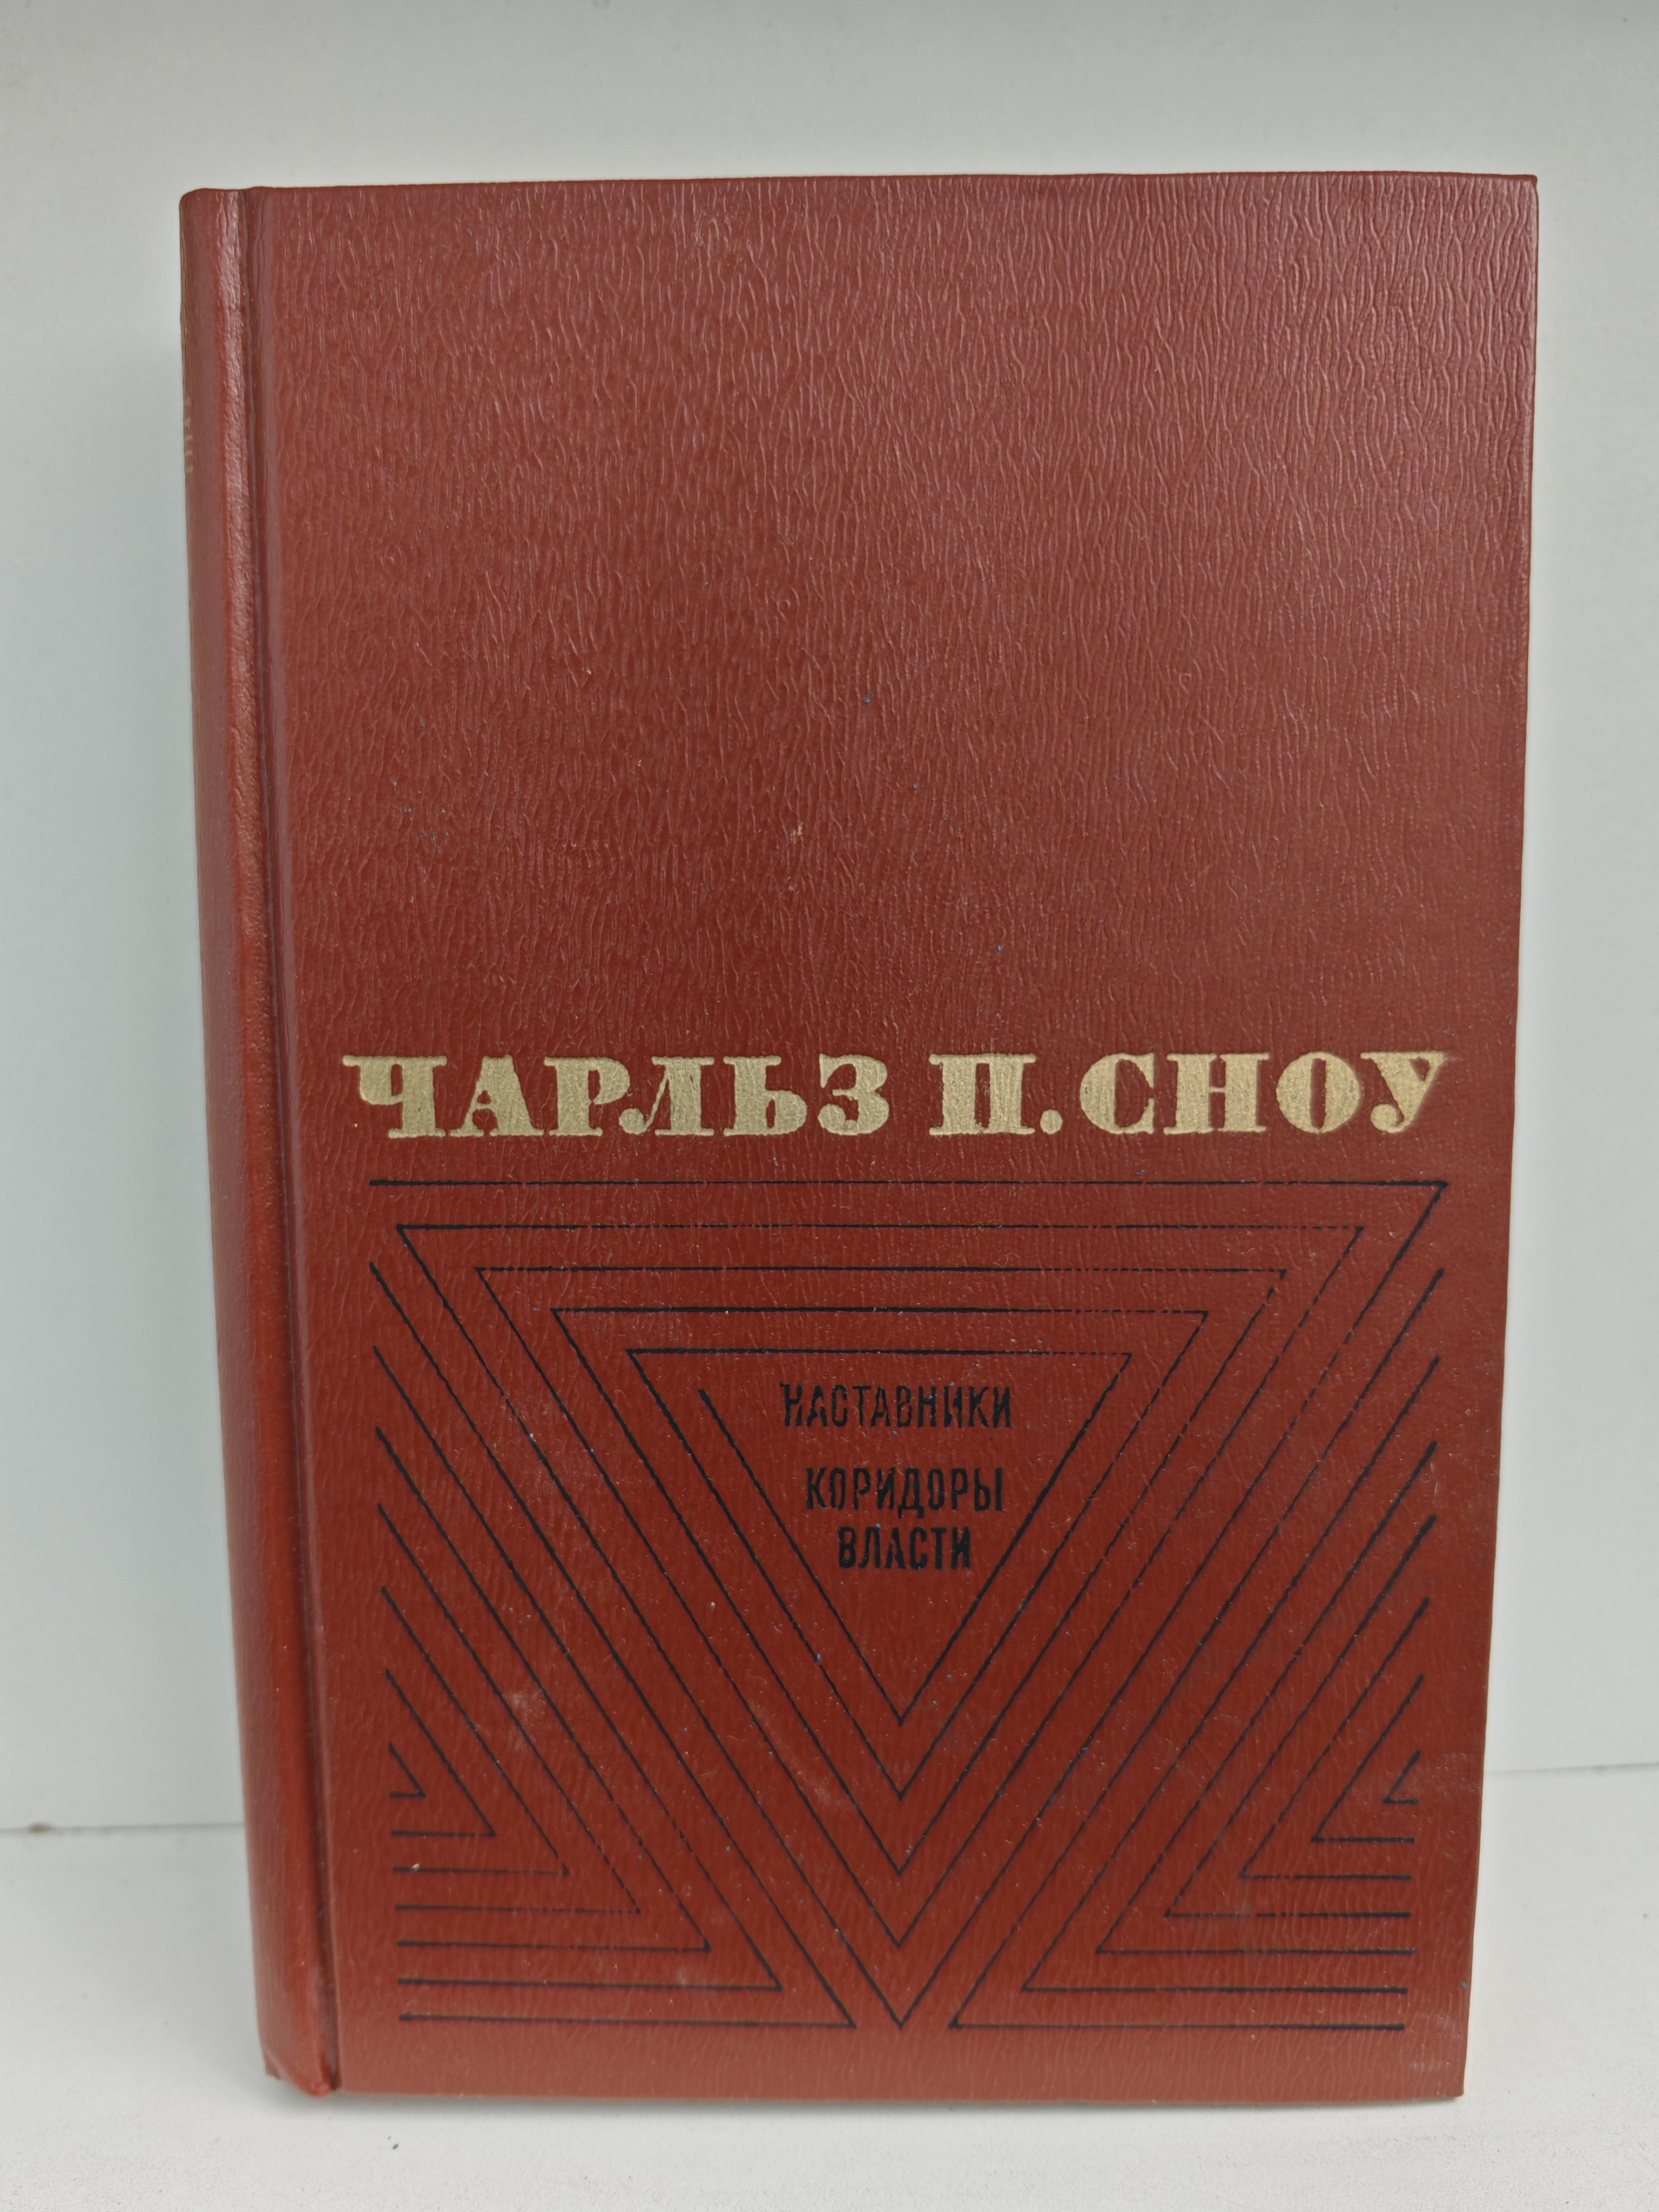 ЧАРЛЬЗ П. СНОУ
НАСТАВНИКИ
КОРИДОРЫ
ВЛАСТИ